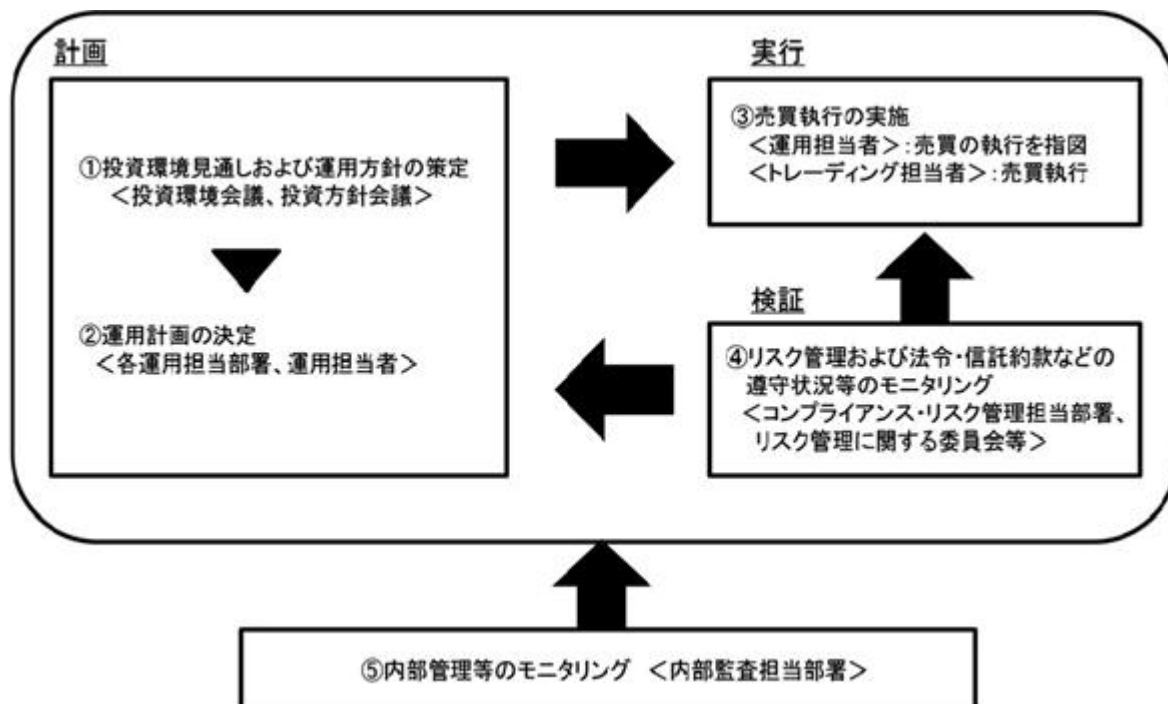 計画
①投資環境見通しおよび運用方針の策定
＜投資環境会議、投資方針会議＞
②運用計画の決定
＜各運用担当部署、運用担当者＞
実行
③売買執行の実施
＜運用担当者＞：売買の執行を指図
＜トレーディング担当者＞：売買執行
検証
④リスク管理および法令・信託約款などの
遵守状況等のモニタリング
＜コンプライアンス・リスク管理担当部署、
リスク管理に関する委員会等＞
⑤内部管理等のモニタリング ＜内部監査担当部署＞